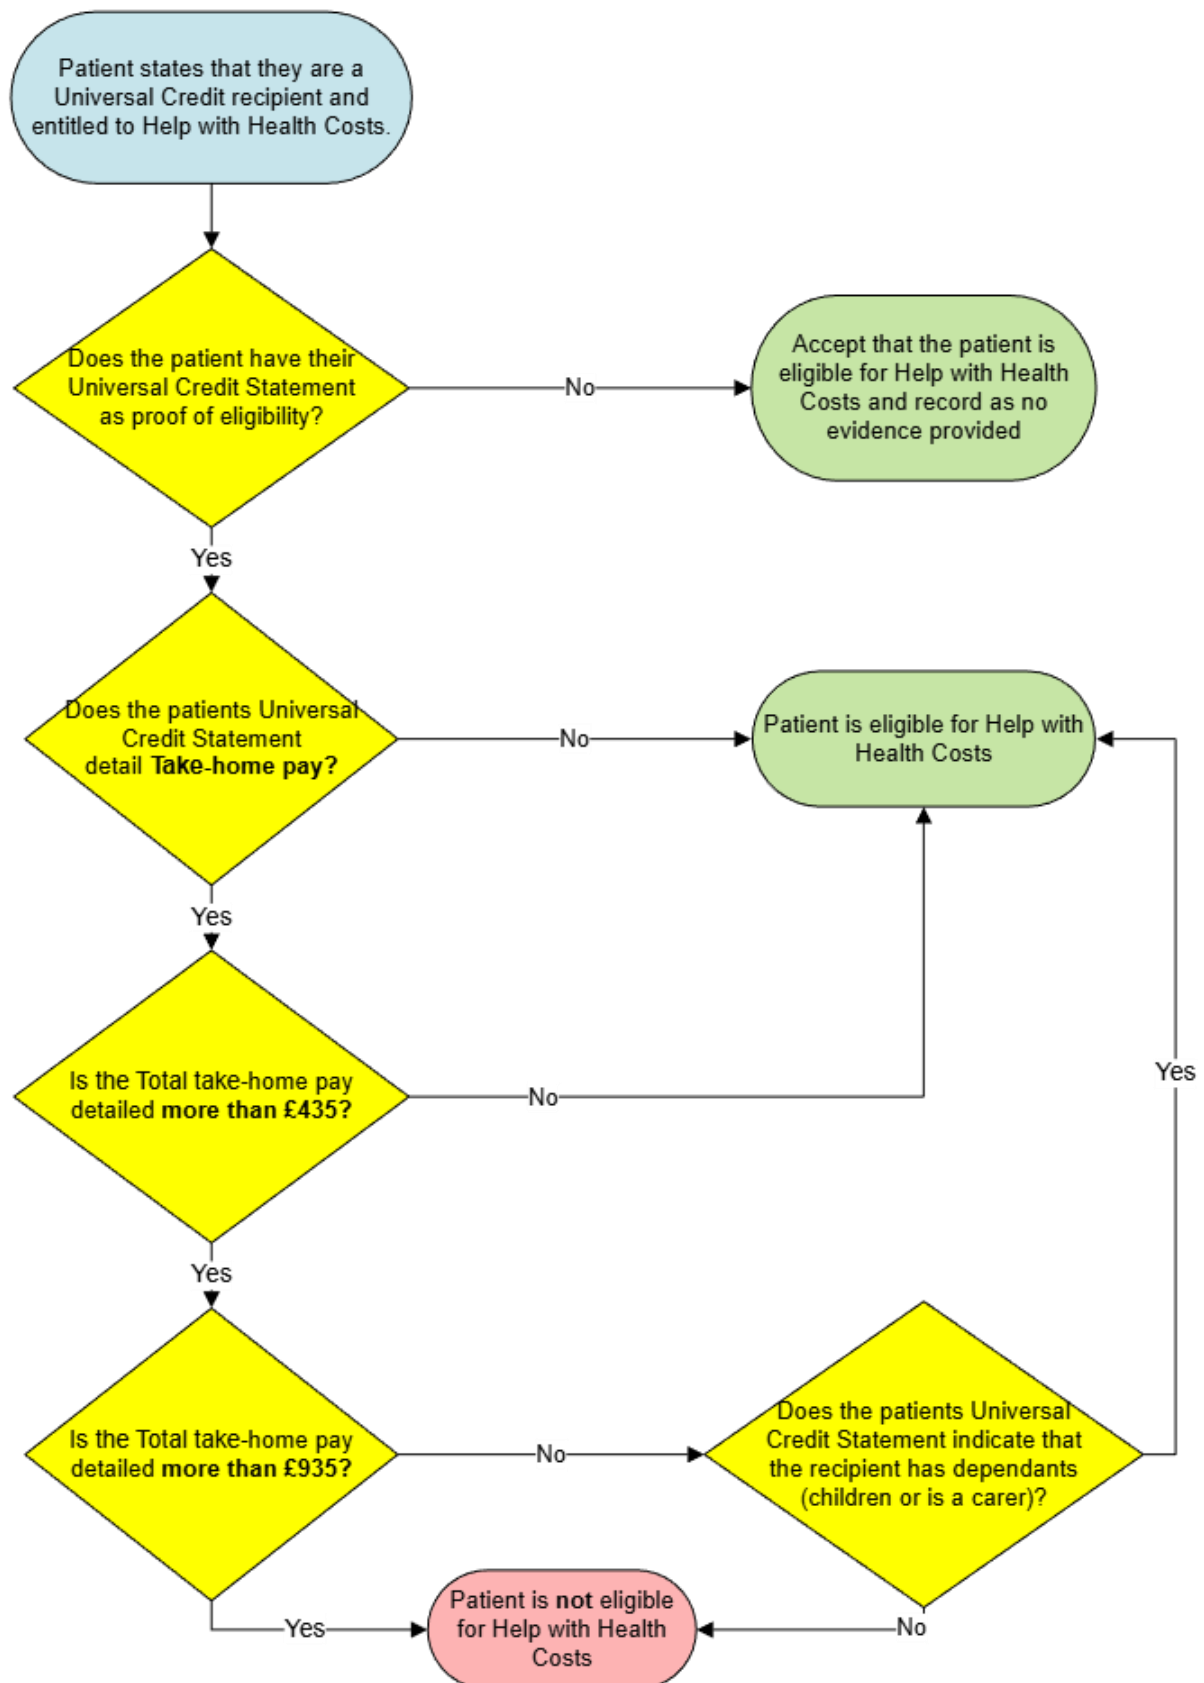 Patient states that they are a
Universal Credit recipient and
entitled to Help with Health Costs.
Does the patient have their
Universal Credit Statement
as proof of eligibility?
No
Accept that the patient is
eligible for Help with Health
Costs and record as no
evidence provided
Yes
Does the patients Universal
Credit Statement
detail Take-home pay?
No
Patient is eligible for Help with
Health Costs
Yes
Is the Total take-home pay
detailed more than £435?
No
Yes
Yes
Is the Total take-home pay
detailed more than £935?
No
Does the patients Universal
Credit Statement indicate that
the recipient has dependants
(children or is a carer)?
Yes
Patient is not eligible
for Help with Health
Costs
No